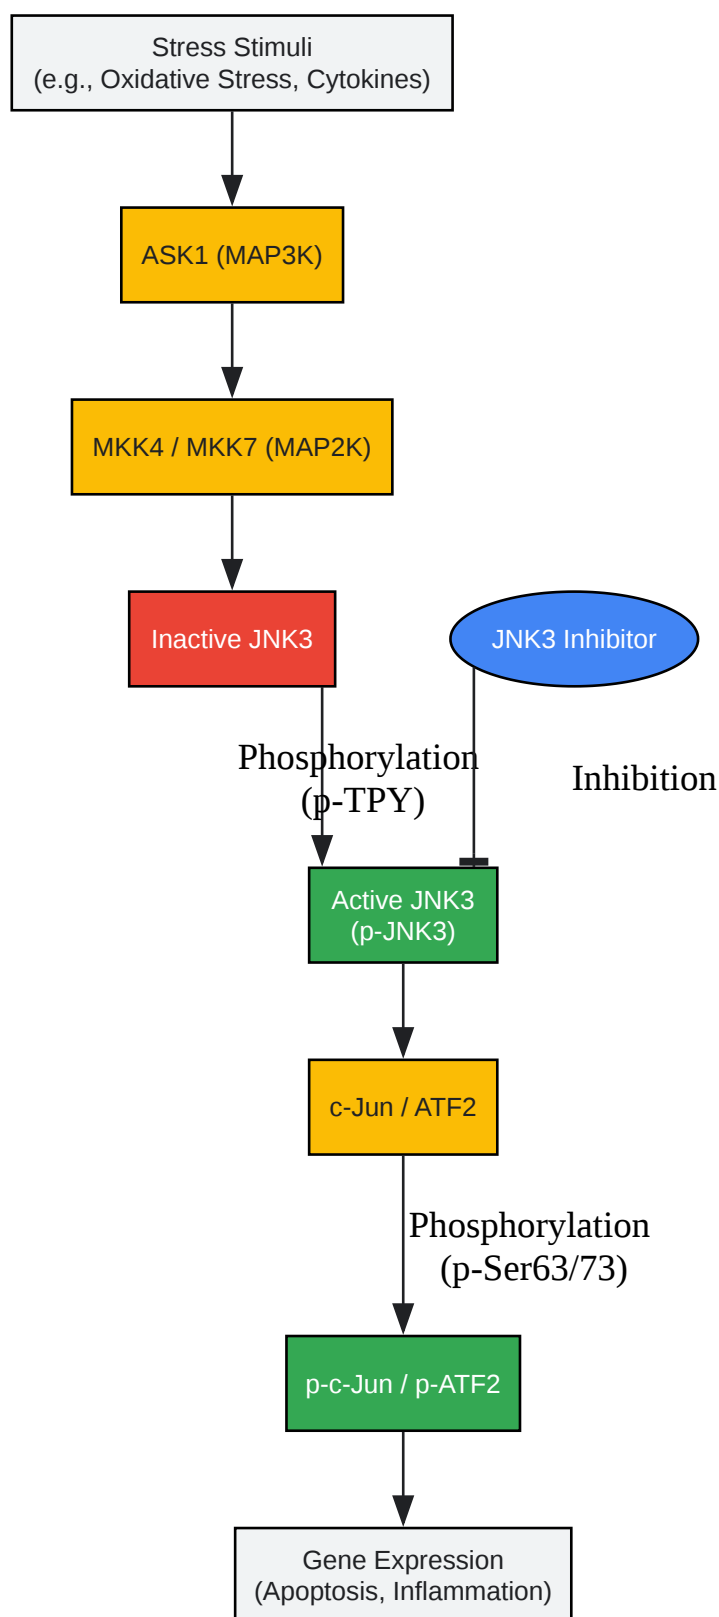 Stress Stimuli
(e.g., Oxidative Stress, Cytokines)
ASK1 (MAP3K)
MKK4 / MKK7 (MAP2K)
Inactive JNK3
JNK3 Inhibitor
Phosphorylation
(p-TPY)
Inhibition
Active JNK3
(p-JNK3)
c-Jun / ATF2
Phosphorylation
(p-Ser63/73)
p-c-Jun / p-ATF2
Gene Expression
(Apoptosis, Inflammation)